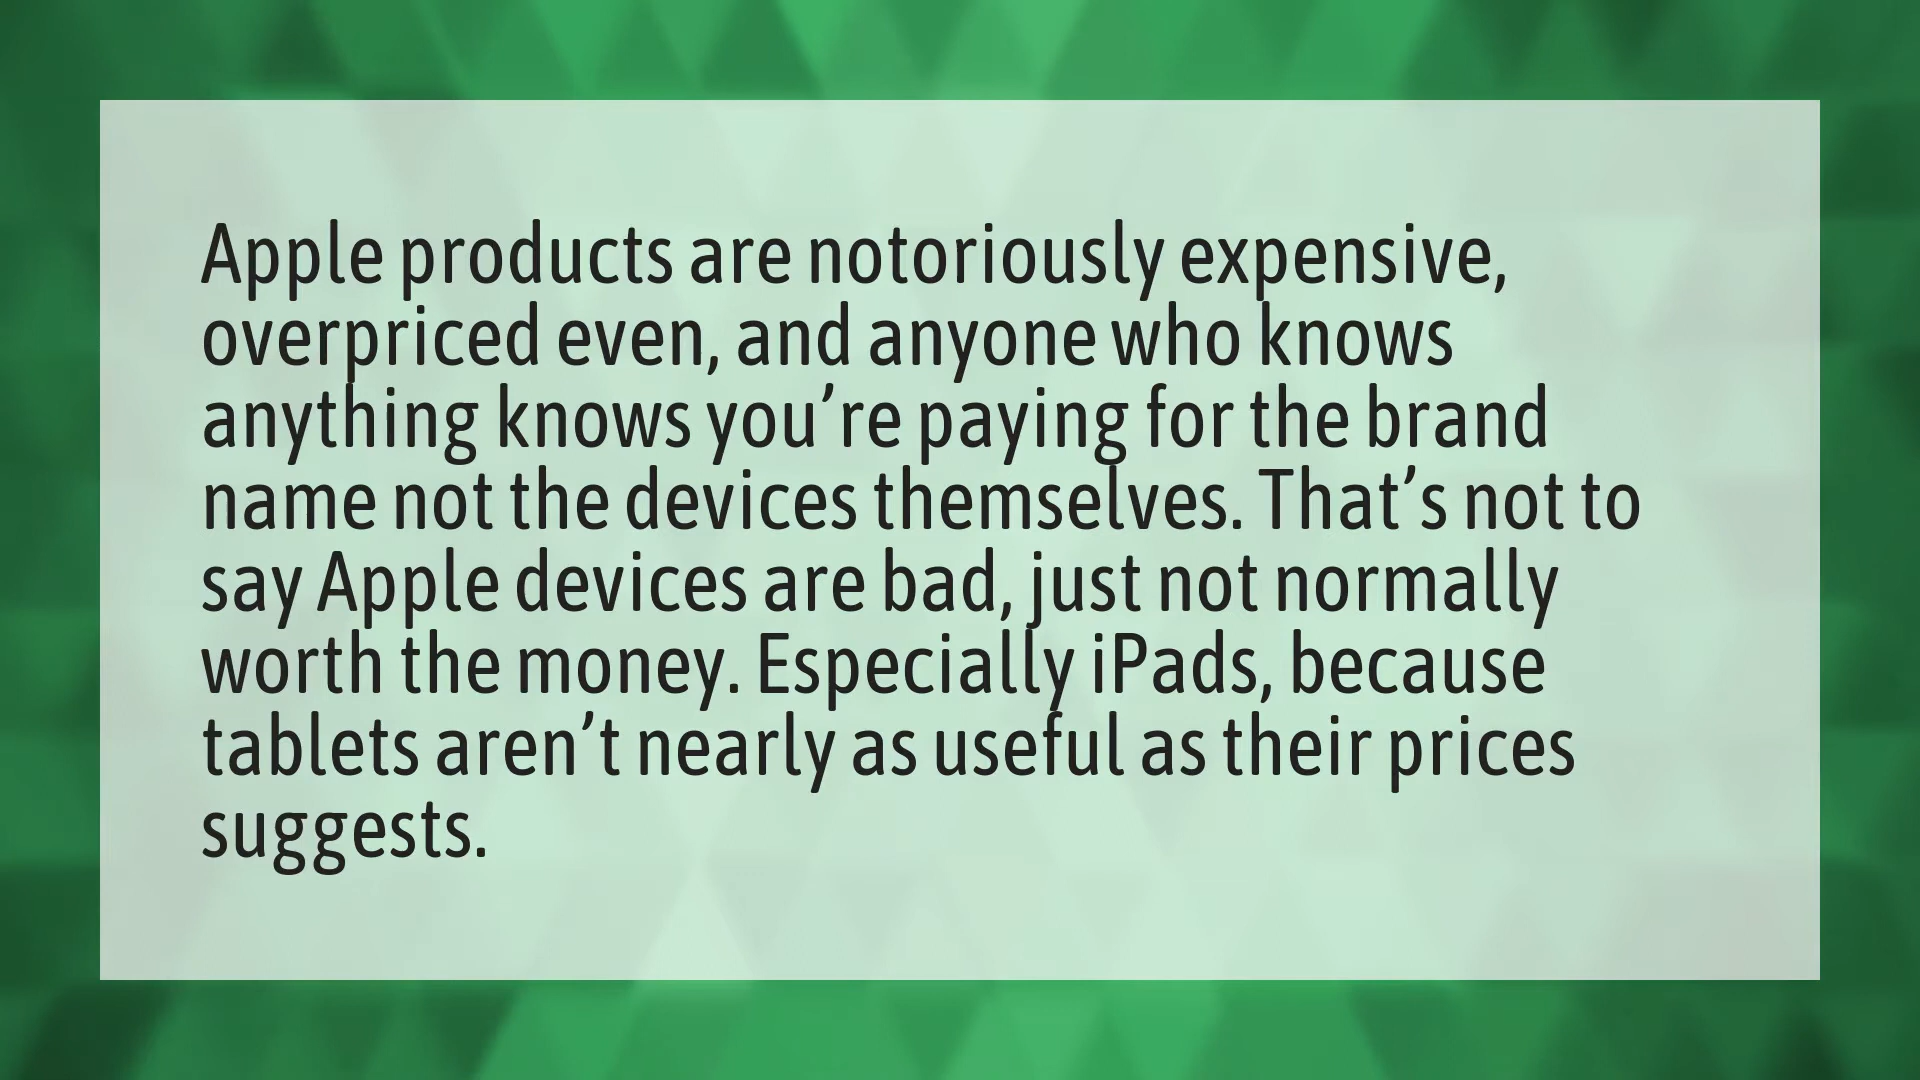 Apple products are notoriously expensive,
overpriced even, and anyone who knows
anything knows you’re paying for the brand
name not the devices themselves. That’s not to
say Apple devices are bad, just not normally
worth the money. Especially iPads, because
tablets aren’t nearly as useful as their prices
suggests.